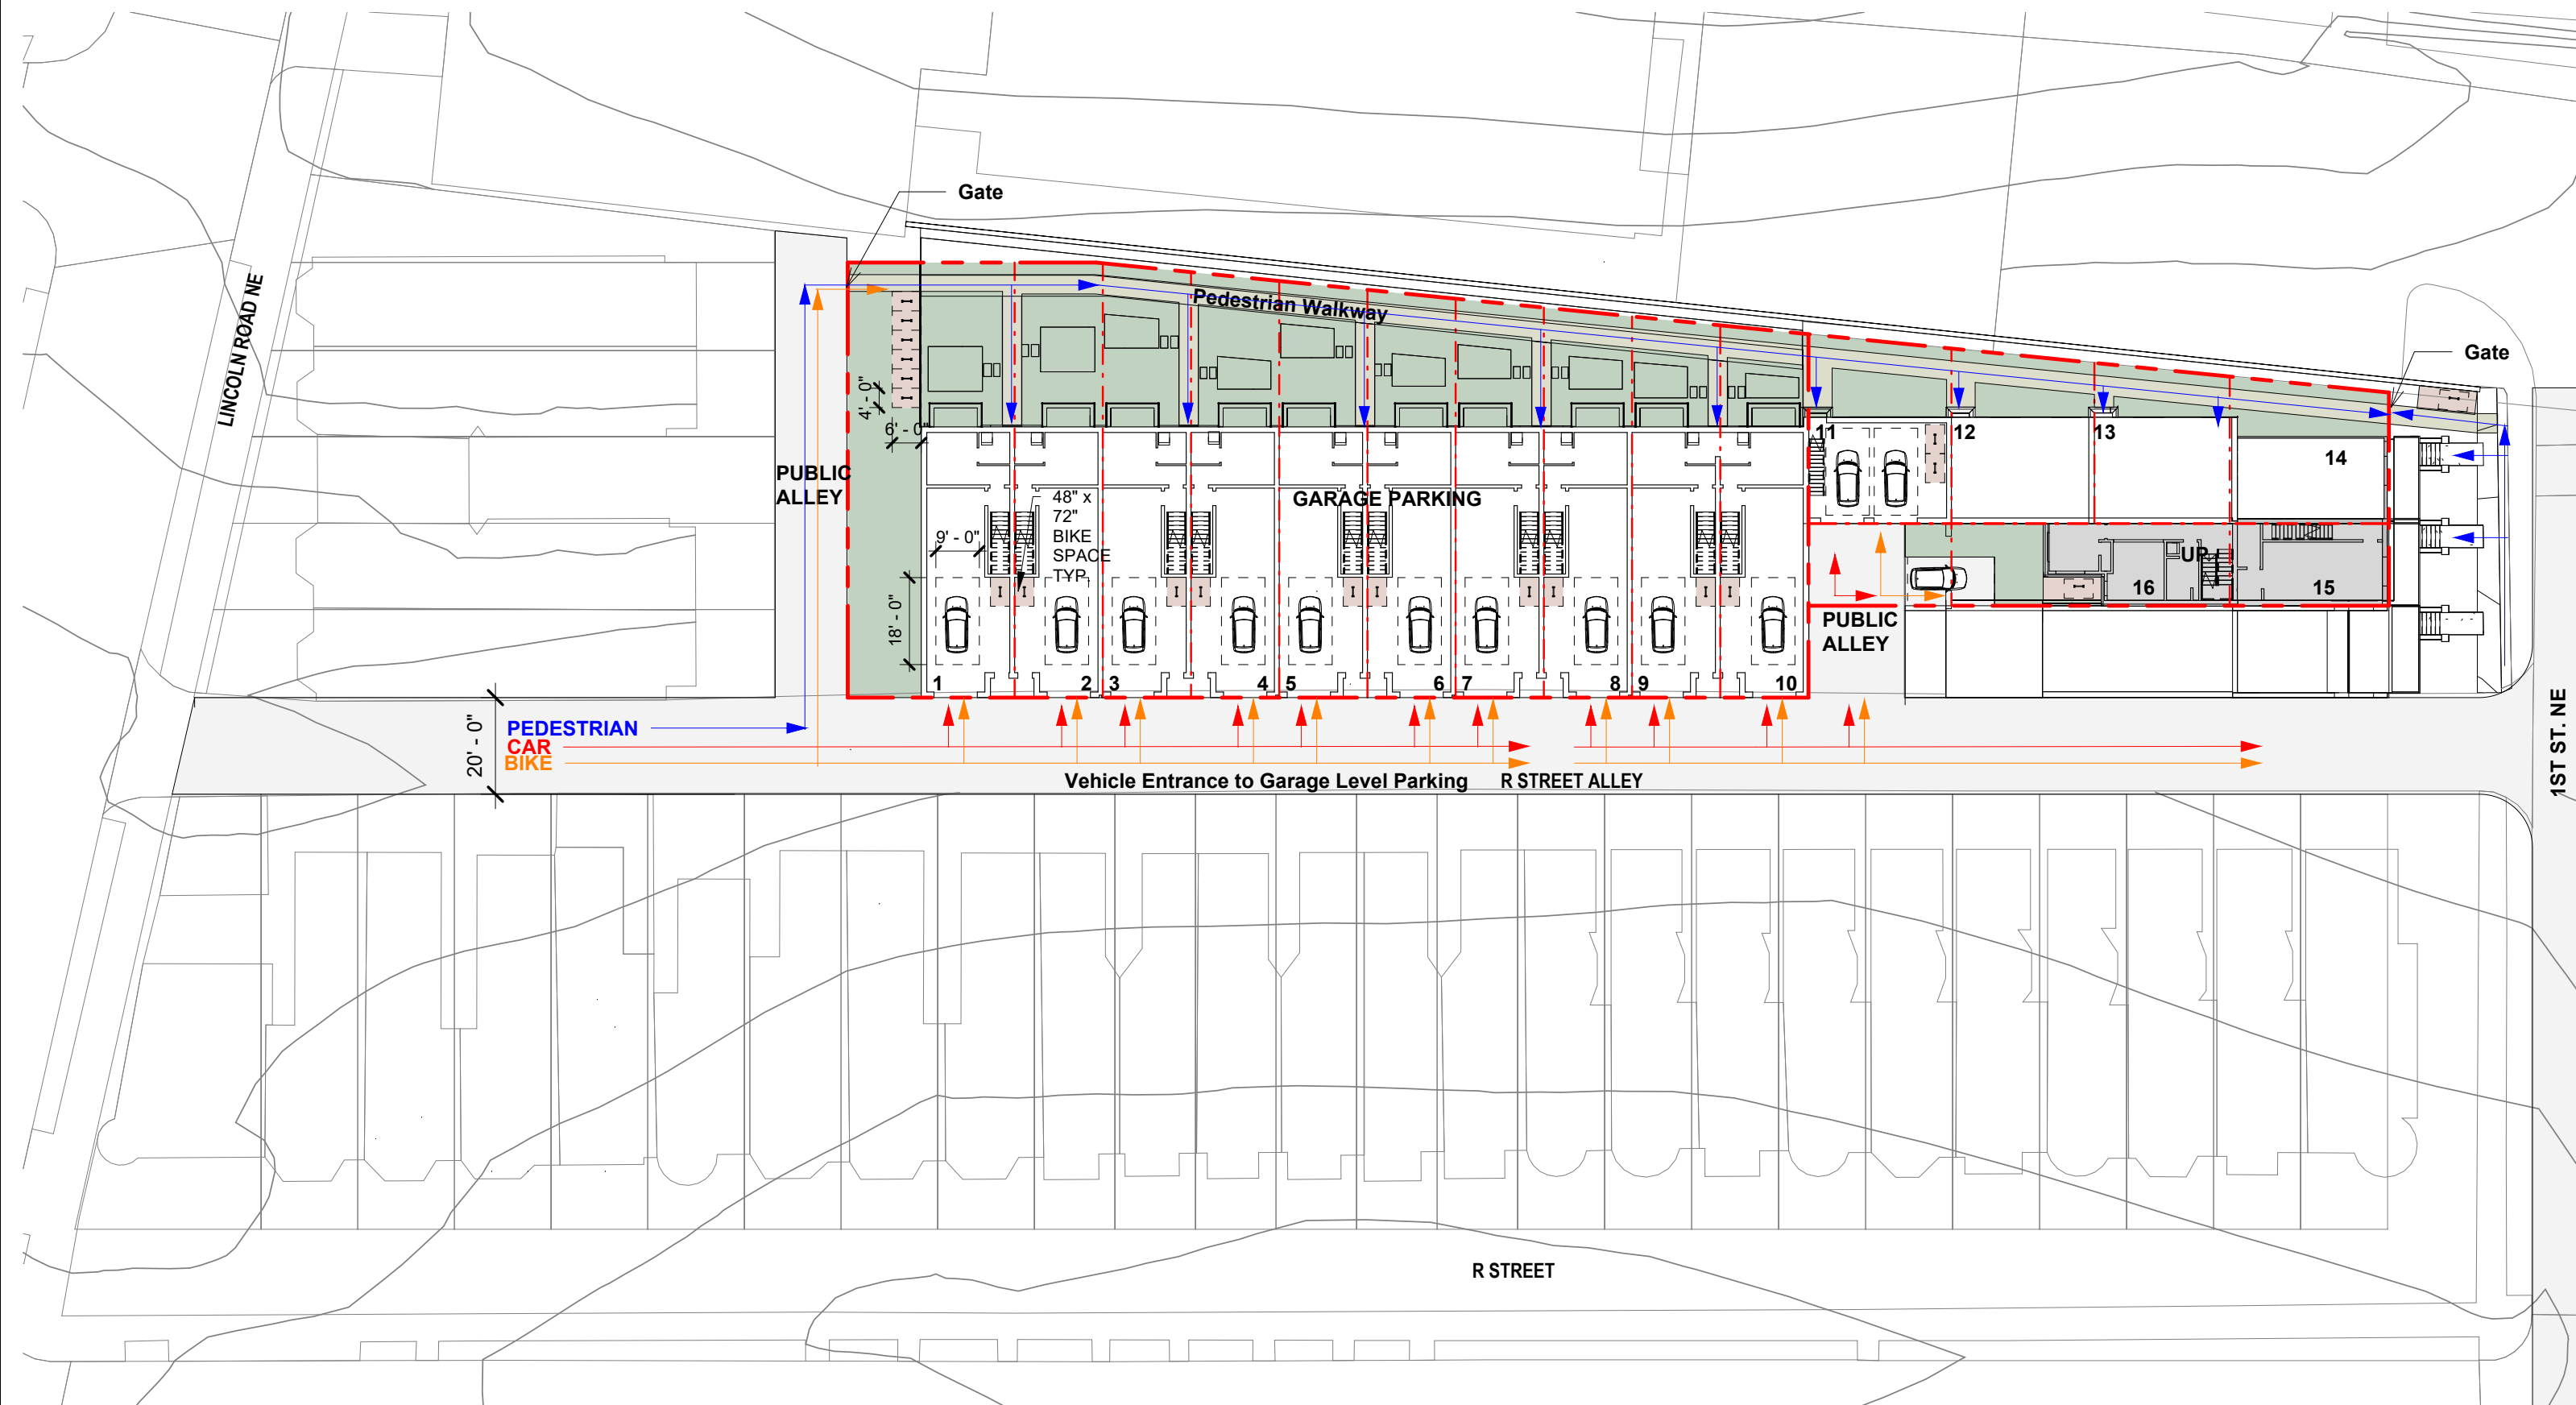 Gate
LINCOLN ROAD NE
Pedestrian Walkway
Gate
4' - 0"
6' - 0"
11
12
13
14
PUBLIC
ALLEY
48" x
72"
BIKE
SPACE
TYP.
GARAGE PARKING
9' - 0"
UP
16
15
18' - 0"
PUBLIC
ALLEY
1
2
3
4
5
6
7
8
9
10
20' - 0"
PEDESTRIAN
CAR
BIKE
Vehicle Entrance to Garage Level Parking
R STREET ALLEY
1ST ST. NE
R STREET